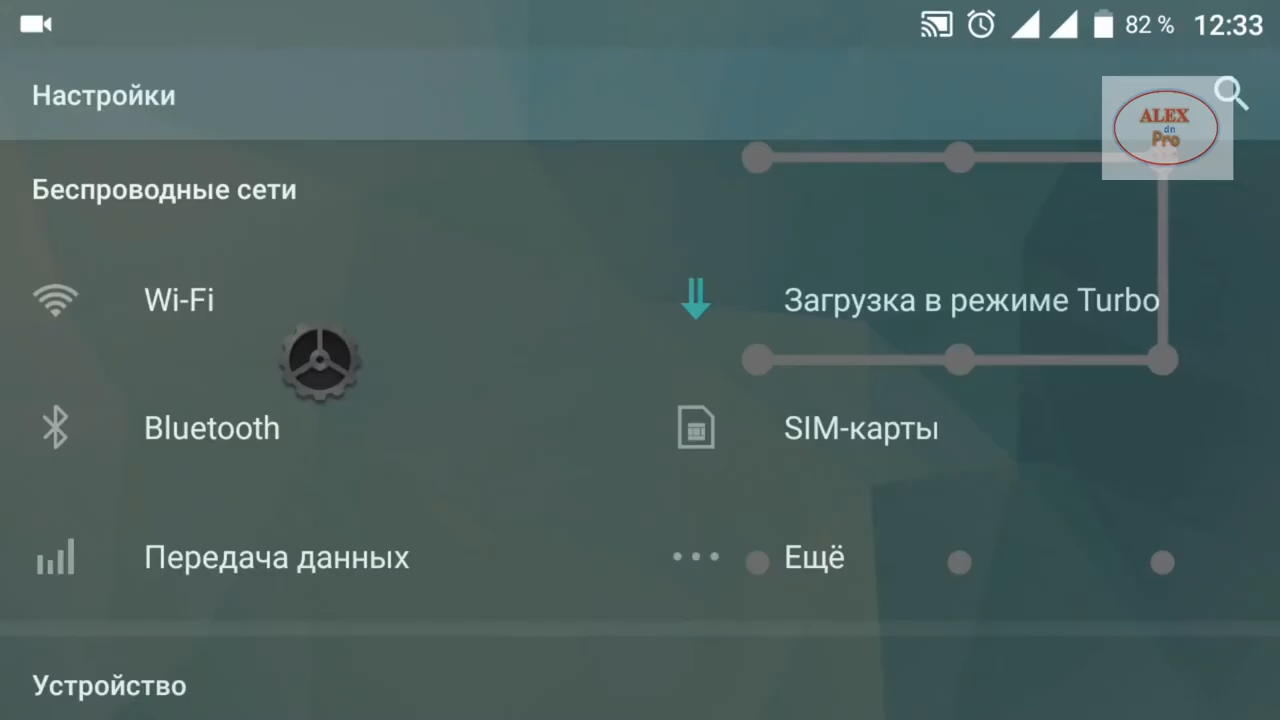 82 % 12:33
Настройки
ALEX
dn
Pro
Беспроводные сети
Wi-Fi
Загрузка в режиме Turbo
Bluetooth
SIM-карты
Передача данных
Ещё
Устройство